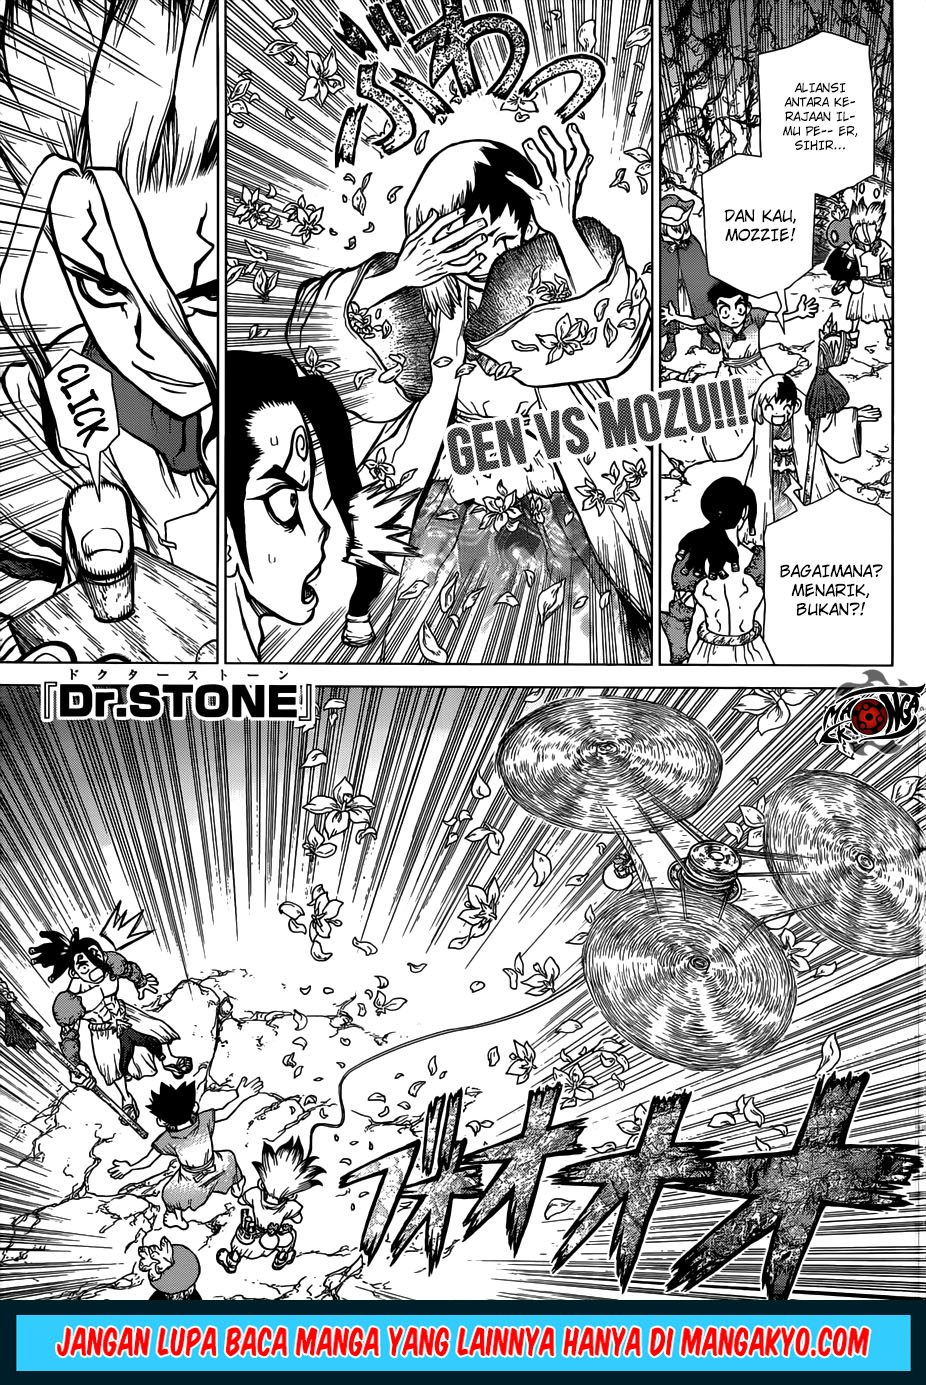 ALIANSI
ANTARA KE-
RAJAAN IL-
MU PE-- ER,
SIHIR...
DAN KAU,
MOZZIE!
BAGAIMANA?
MENARIK,
BUKAN?!
ぶわっ
GEN VS MOZU!!!
CLICK
ドクターストーン
『Dr.STONE』
MANGA
ブオオオオ
JANGAN LUPA BACA MANGA YANG LAINNYA HANYA DI MANGAKYO.COM